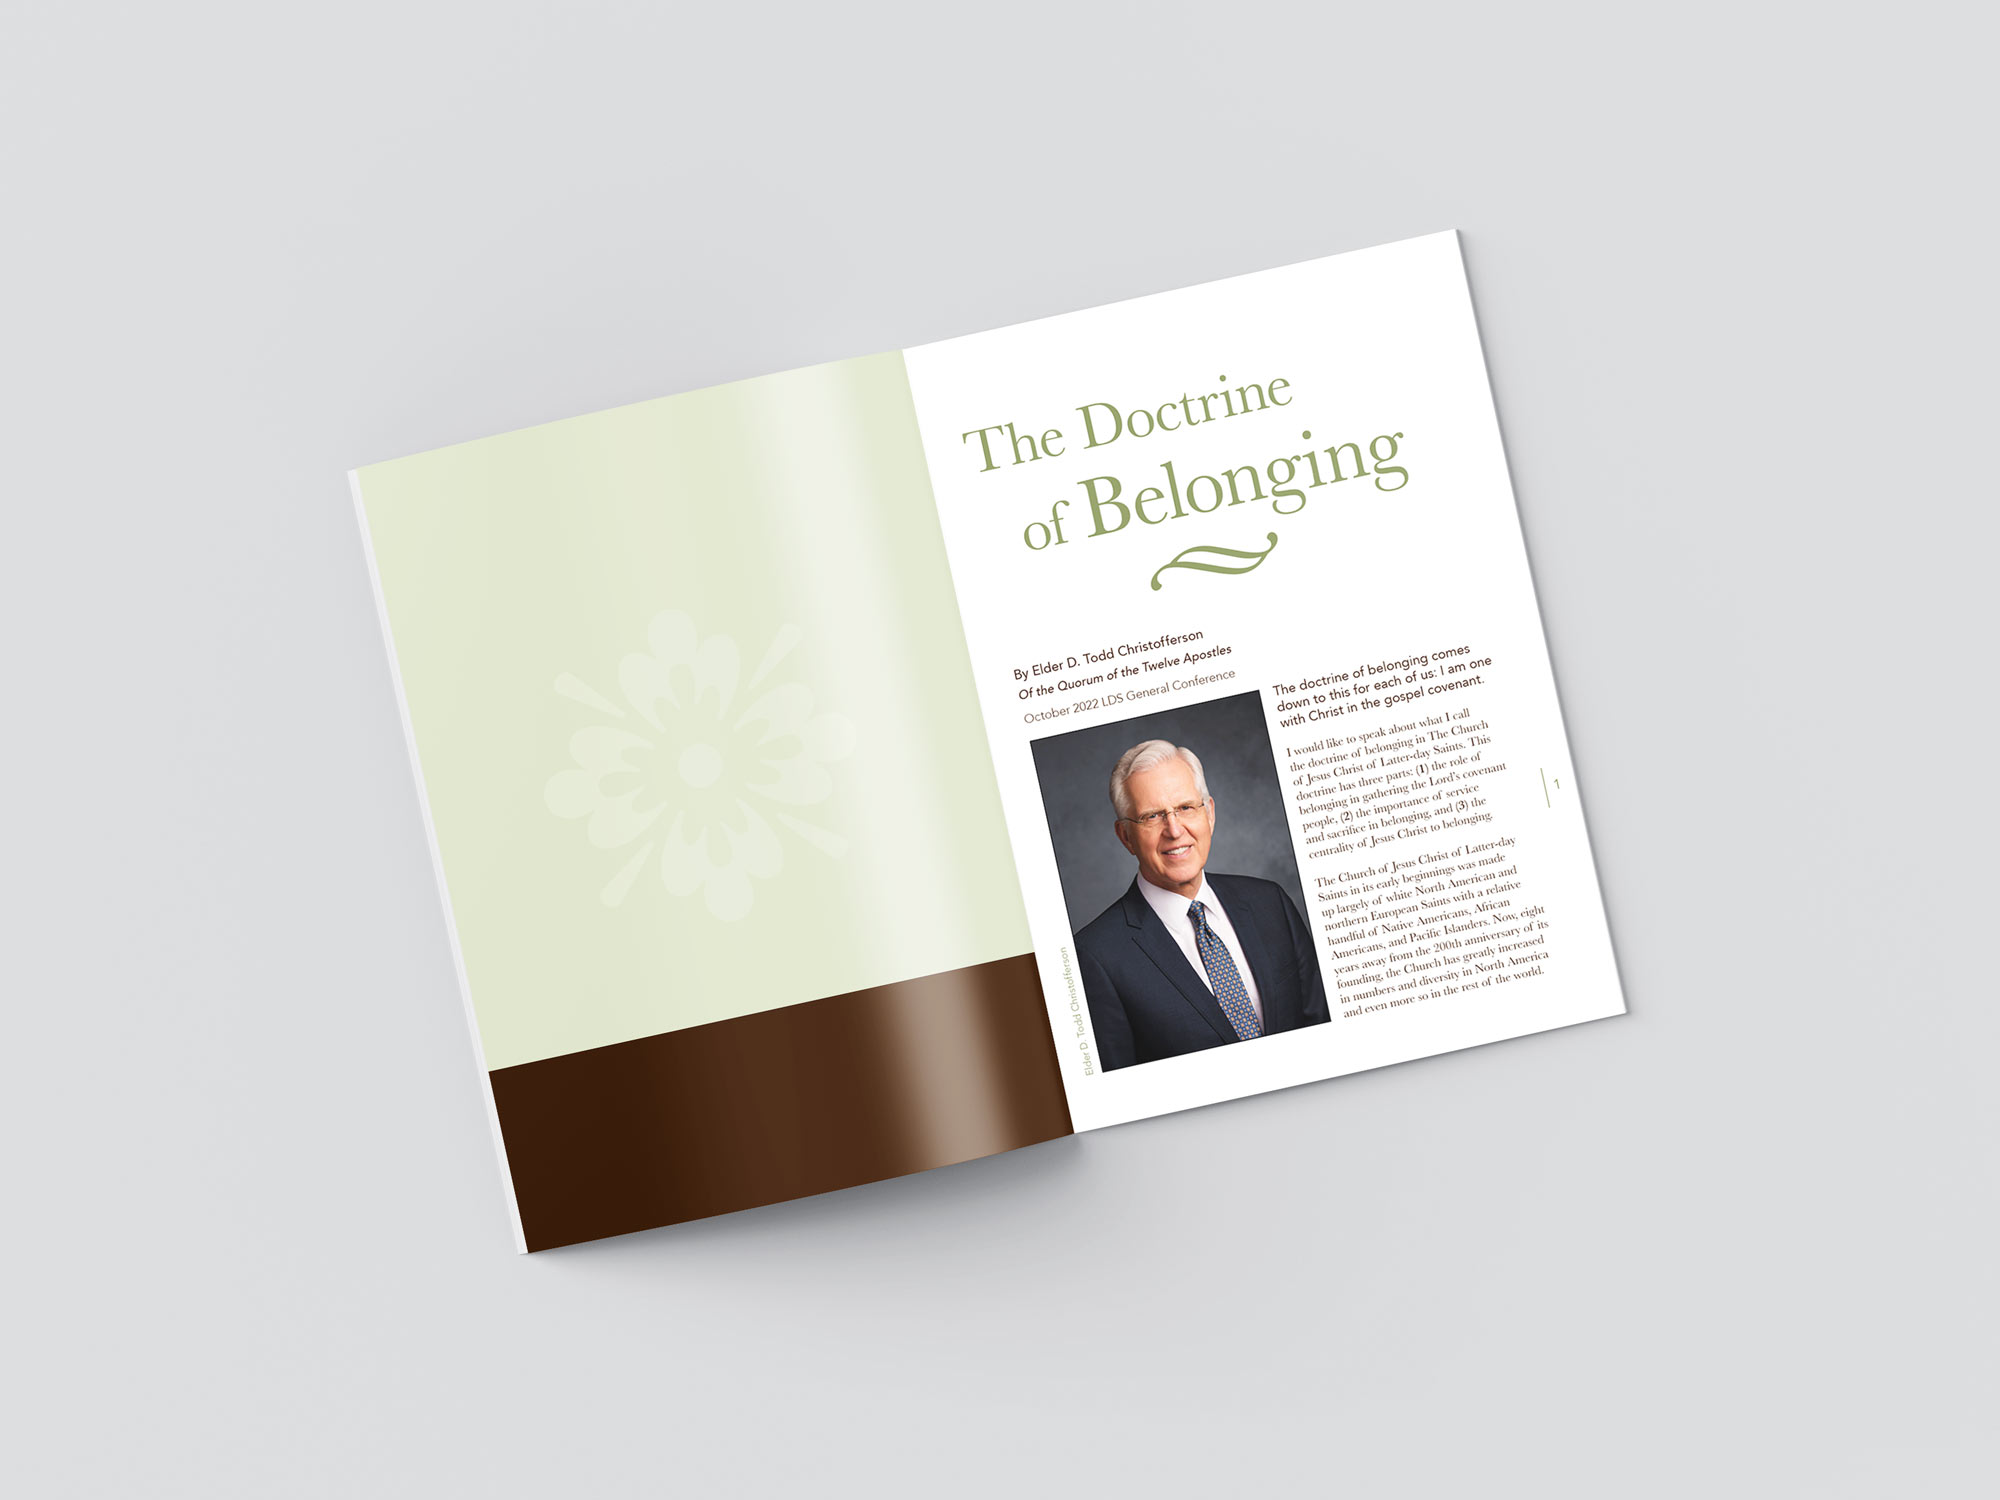 The Doctrine
of Belonging
By Elder D. Todd Christofferson
Of the Quorum of the Twelve Apostles
October 2022 LDS General Conference
Elder D. Todd Christofferson
The doctrine of belonging comes
down to this for each of us: I am one
with Christ in the gospel covenant.
I would like to speak about what I call
the doctrine of belonging in The Church
of Jesus Christ of Latter-day Saints. This
doctrine has three parts: (1) the role of
belonging in gathering the Lord's covenant
people, (2) the importance of service
and sacrifice in belonging, and (3) the
centrality of Jesus Christ to belonging.
The Church of Jesus Christ of Latter-day
Saints in its early beginnings was made
up largely of white North American and
northern European Saints with a relative
handful of Native Americans, African
Americans, and Pacific Islanders. Now, eight
years away from the 200th anniversary of its
founding, the Church has greatly increased
in numbers and diversity in North America
and even more so in the rest of the world.
1